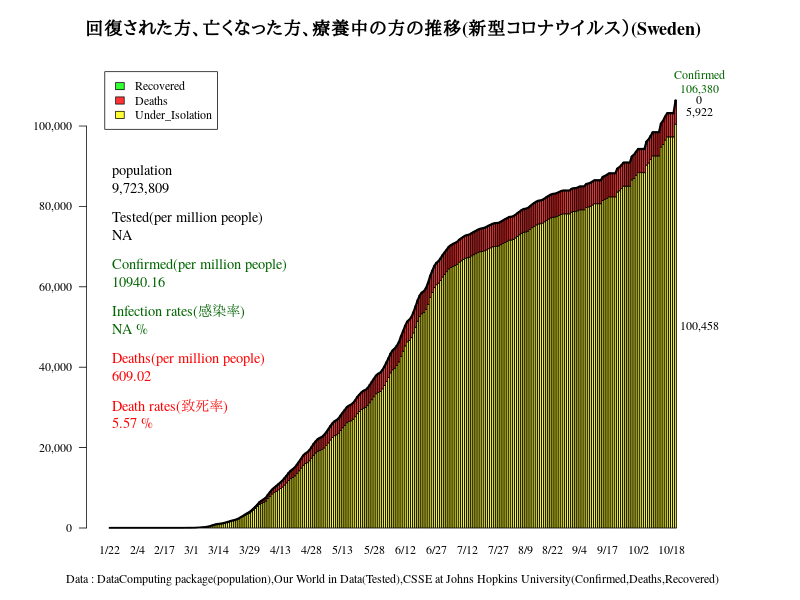 回復された方、亡くなった方、療養中の方の推移(新型コロナウイルス)(Sweden)
Recovered
Deaths
Under_Isolation
Confirmed
106,380
0
5,922
100,458
population
9,723,809
Tested(per million people)
NA
Confirmed(per million people)
10940.16
Infection rates(感染率)
NA %
Deaths(per million people)
609.02
Death rates(致死率)
5.57 %
100,000
80,000
60,000
40,000
20,000
0
1/22 2/4 2/17 3/1 3/14 3/29 4/13 4/28 5/13 5/28 6/12 6/27 7/12 7/27 8/9 8/22 9/4 9/17 10/2 10/18
Data : DataComputing package(population),Our World in Data(Tested),CSSE at Johns Hopkins University(Confirmed,Deaths,Recovered)